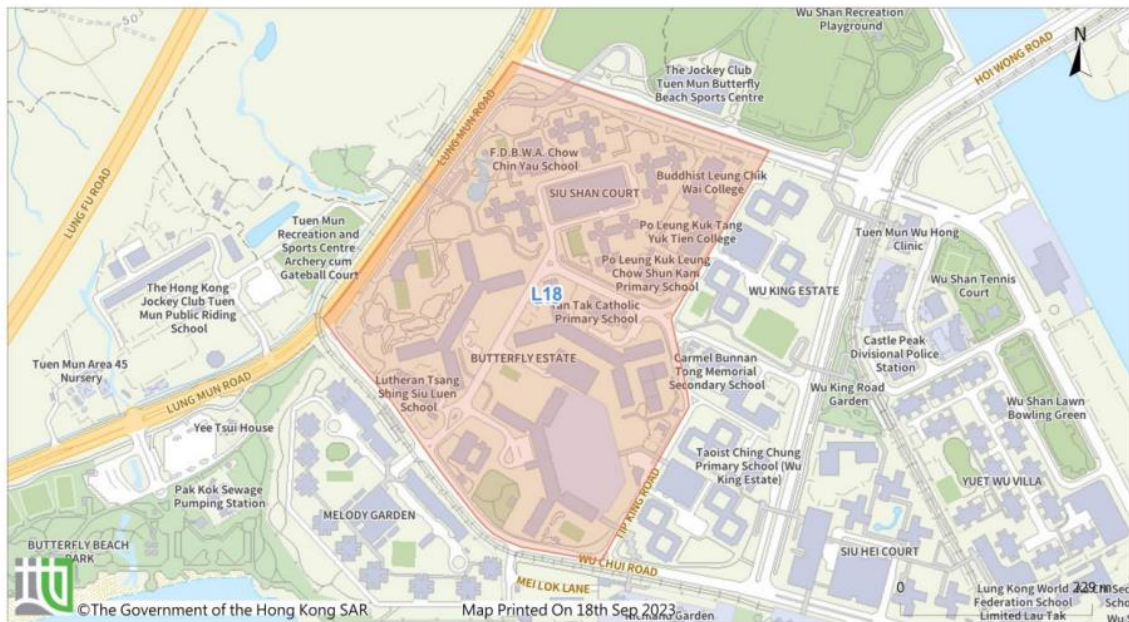 503
Wu Shan Recreation
Playground
N
HOI WONG ROAD
The Jockey Club
Tuen Mun Butterfly
Beach Sports Centre
LUNG MUN ROAD
F.D.B.W.A. Chow
Chin Yau School
Buddhist Leung Chik
Wai College
SIU SHAN COURT
LUNG FU ROAD
Tuen Mun
Recreation and
Sports Centre
Archery cum
Gateball Court
Po Leung Kuk Tang
Yuk Tien College
Tuen Mun Wu Hong
Clinic
Po Leung Kuk Leung
Chow Shun Kam
Primary School
Wu Shan Tennis
Court
The Hong Kong
Jockey Club Tuen
Mun Public Riding
School
WU KING ESTATE
L18
Yan Tak Catholic
Primary School
Castle Peak
Divisional Police
Station
Tuen Mun Area 45
Nursery
BUTTERFLY ESTATE
Carmel Bunnan
Tong Memorial
Secondary School
LUNG MUN ROAD
Lutheran Tsang
Shing Siu Luen
School
Wu King Road
Garden
Wu Shan Lawn
Bowling Green
Yee Tsui House
Taoist Ching Chung
Primary School (Wu
King Estate)
YUET WU VILLA
Pak Kok Sewage
Pumping Station
TIP KING ROAD
MELODY GARDEN
BUTTERFLY BEACH
PARK
SIU HEI COURT
WU CHUI ROAD
MEI LOK LANE
0
229 m
Lung Kong World
Federation School
Limited Lau Tak
©The Government of the Hong Kong SAR
Map Printed On 18th Sep 2023
Richland Garden